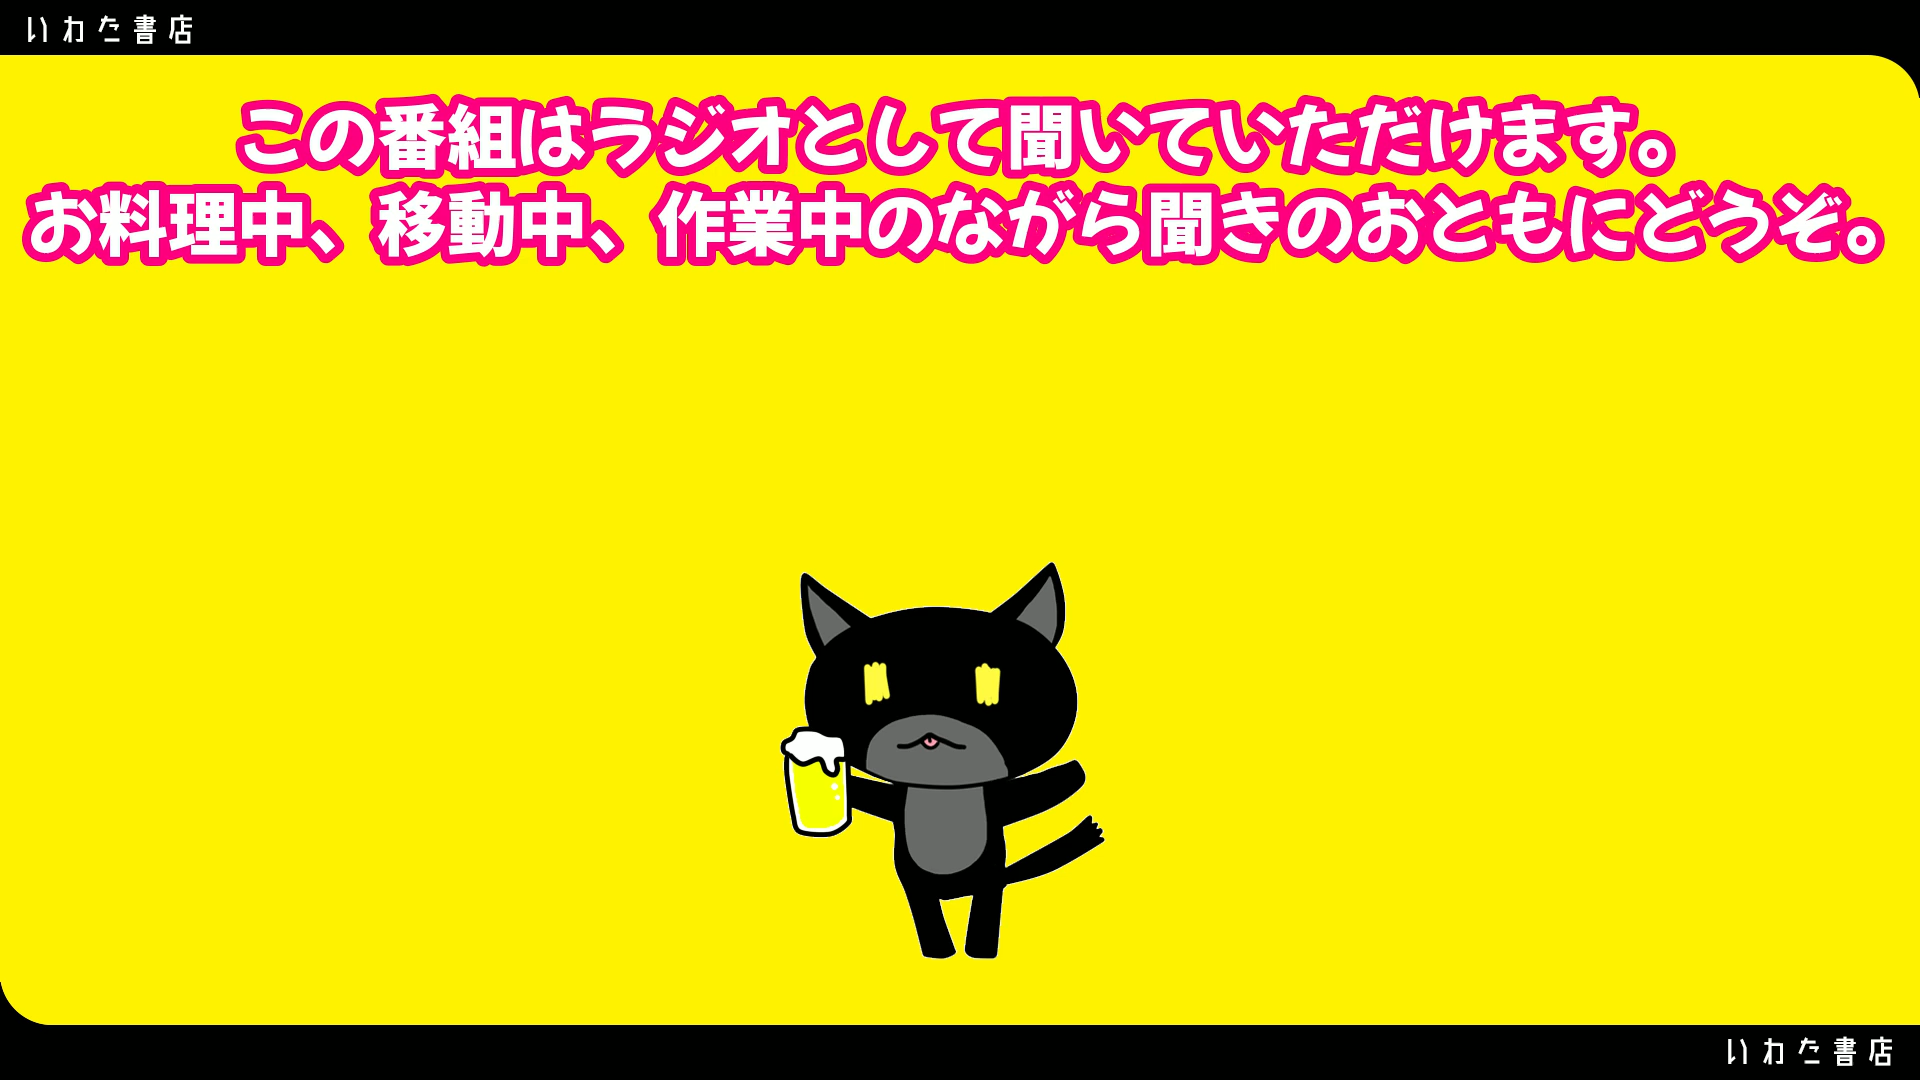 いわた書店
この番組はラジオとして聞いていただけます。
お料理中、移動中、作業中のながら聞きのおともにどうぞ。
いわた書店